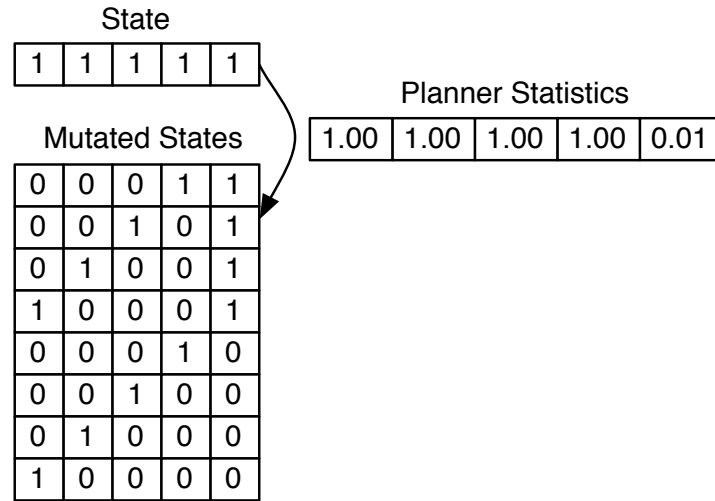 State
1 1 1 1 1
Planner Statistics
1.00 1.00 1.00 1.00 0.01
Mutated States
0 0 0 1 1
0 0 1 0 1
0 1 0 0 1
1 0 0 0 1
0 0 0 1 0
0 0 1 0 0
0 1 0 0 0
1 0 0 0 0